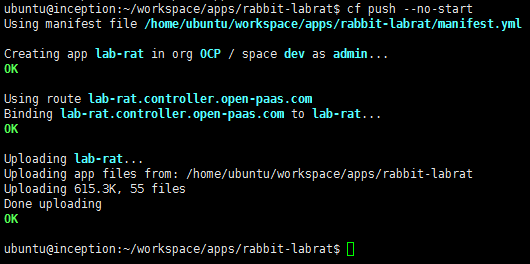 ubuntu@inception:~/workspace/apps/rabbit-labrat$ cf push --no-start
Using manifest file /home/ubuntu/workspace/apps/rabbit-labrat/manifest.yml
Creating app lab-rat in org OCP / space dev as admin...
OK
Using route lab-rat.controller.open-paas.com
Binding lab-rat.controller.open-paas.com to lab-rat...
OK
Uploading lab-rat...
Uploading app files from: /home/ubuntu/workspace/apps/rabbit-labrat
Uploading 615.3K, 55 files
Done uploading
OK
ubuntu@inception:~/workspace/apps/rabbit-labrat$